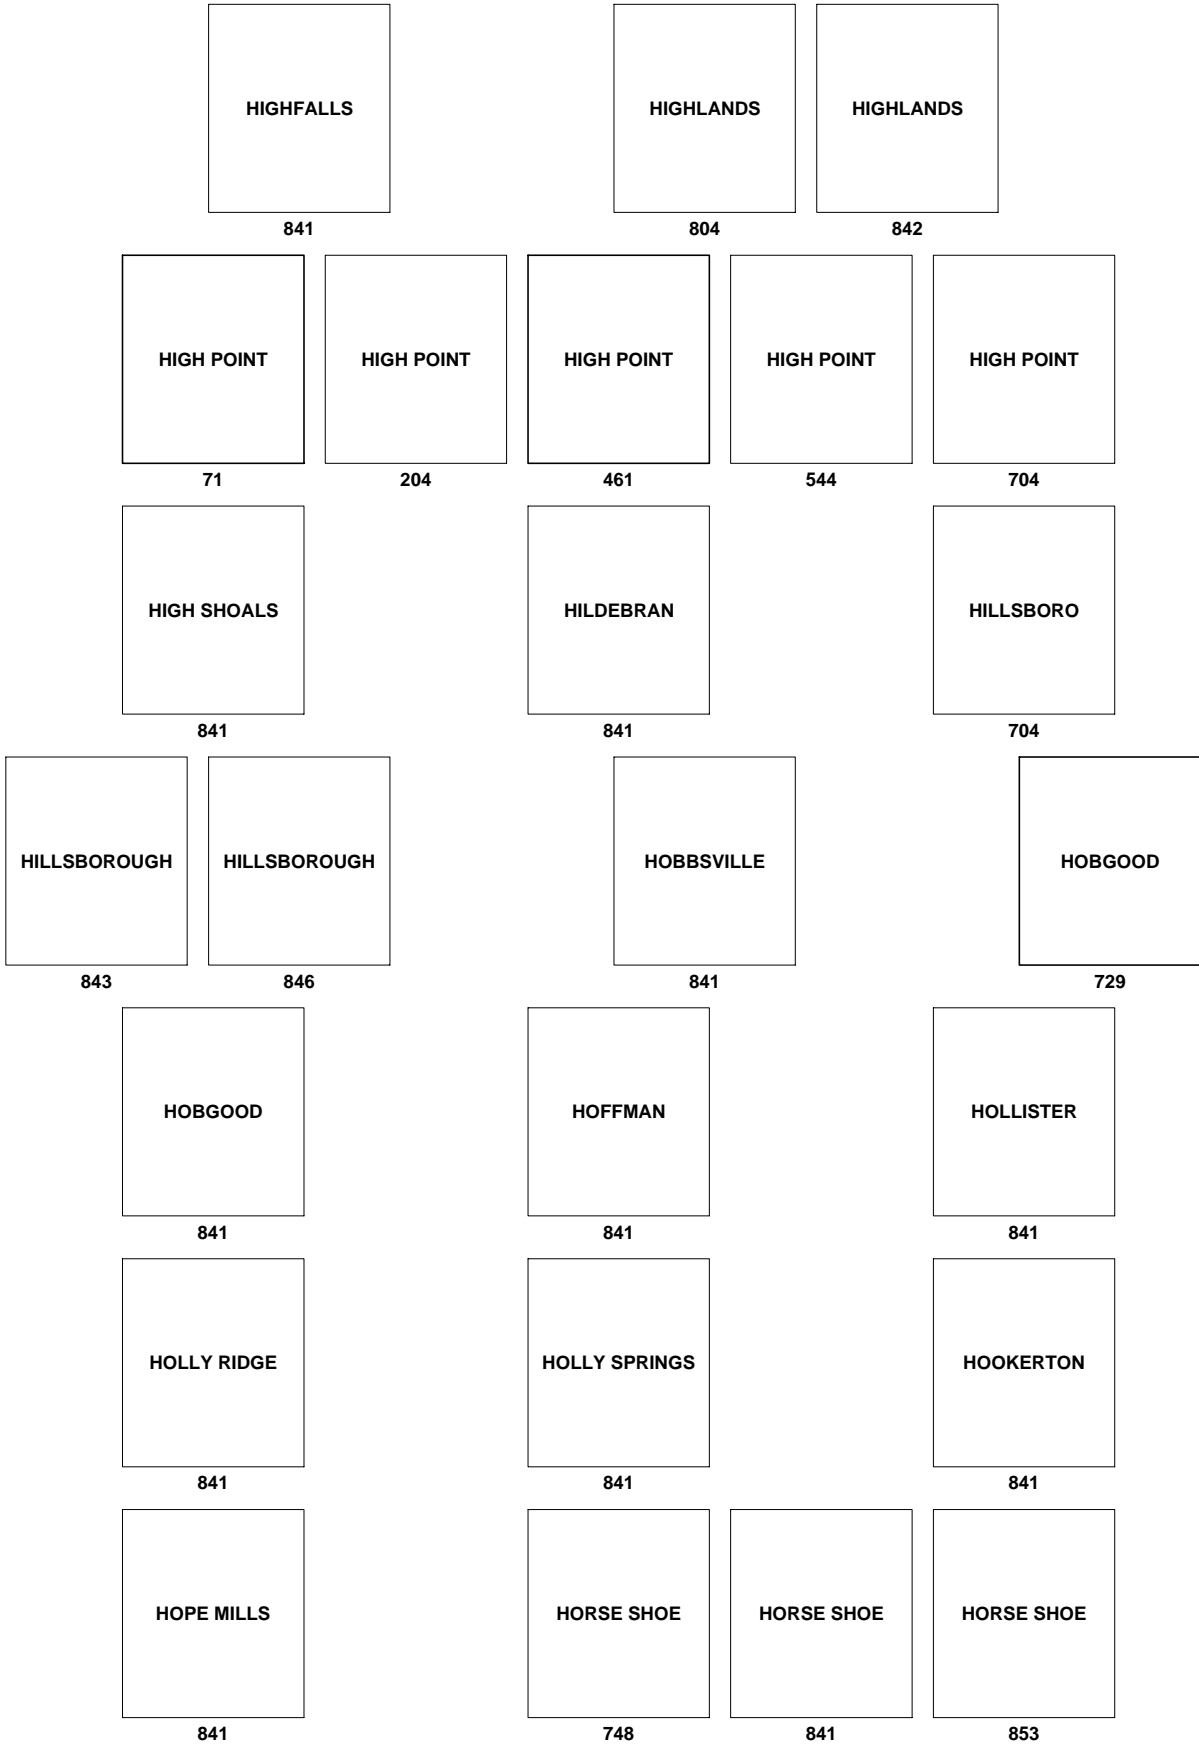 HIGHFALLS HIGHLANDS HIGHLANDS
841 804 842
HIGH POINT HIGH POINT HIGH POINT HIGH POINT HIGH POINT
71 204 461 544 704
HIGH SHOALS HILDEBRAN HILLSBORO
841 841 704
HILLSBOROUGH HILLSBOROUGH HOBBSVILLE HOBGOOD
843 846 841 729
HOBGOOD HOFFMAN HOLLISTER
841 841 841
HOLLY RIDGE HOLLY SPRINGS HOOKERTON
841 841 841
HOPE MILLS HORSE SHOE HORSE SHOE HORSE SHOE
841 748 841 853